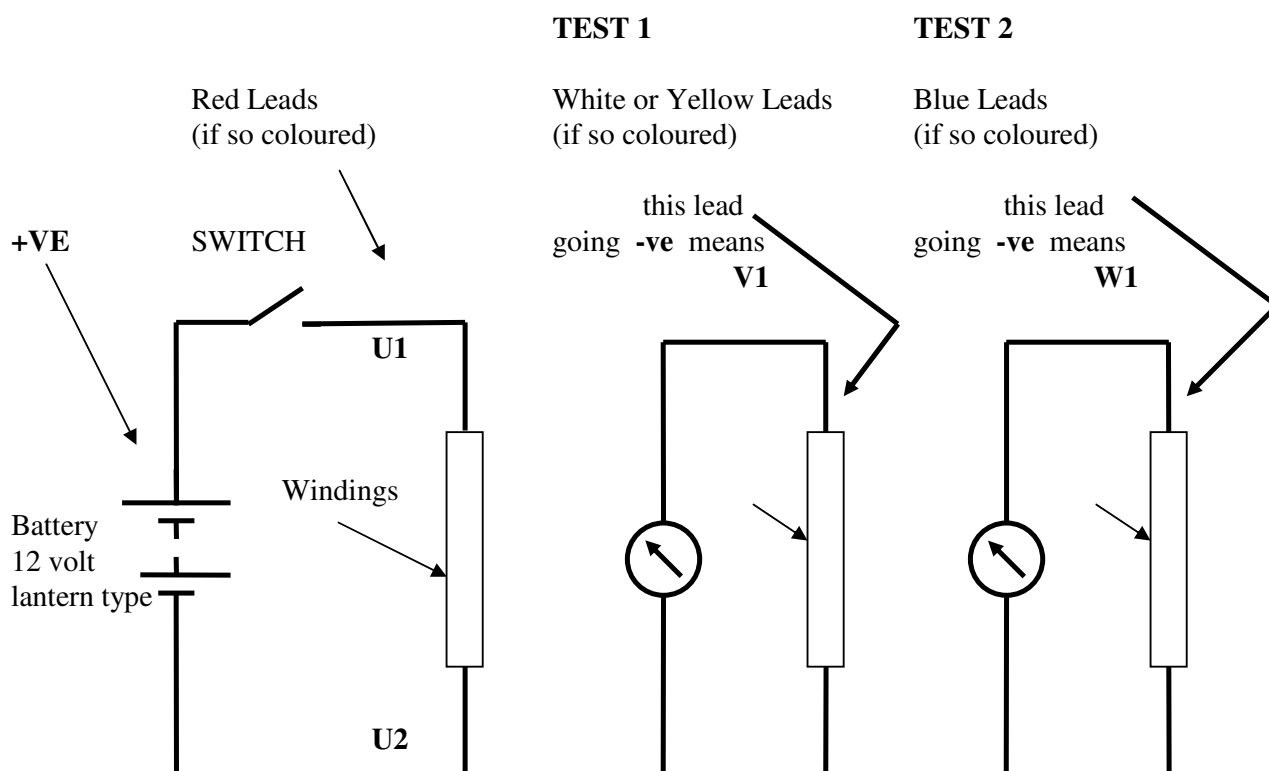 TEST 1
TEST 2
Red Leads
(if so coloured)
White or Yellow Leads
(if so coloured)
Blue Leads
(if so coloured)
+VE
SWITCH
this lead
going -ve means
V1
this lead
going -ve means
W1
U1
Windings
Battery
12 volt
lantern type
U2